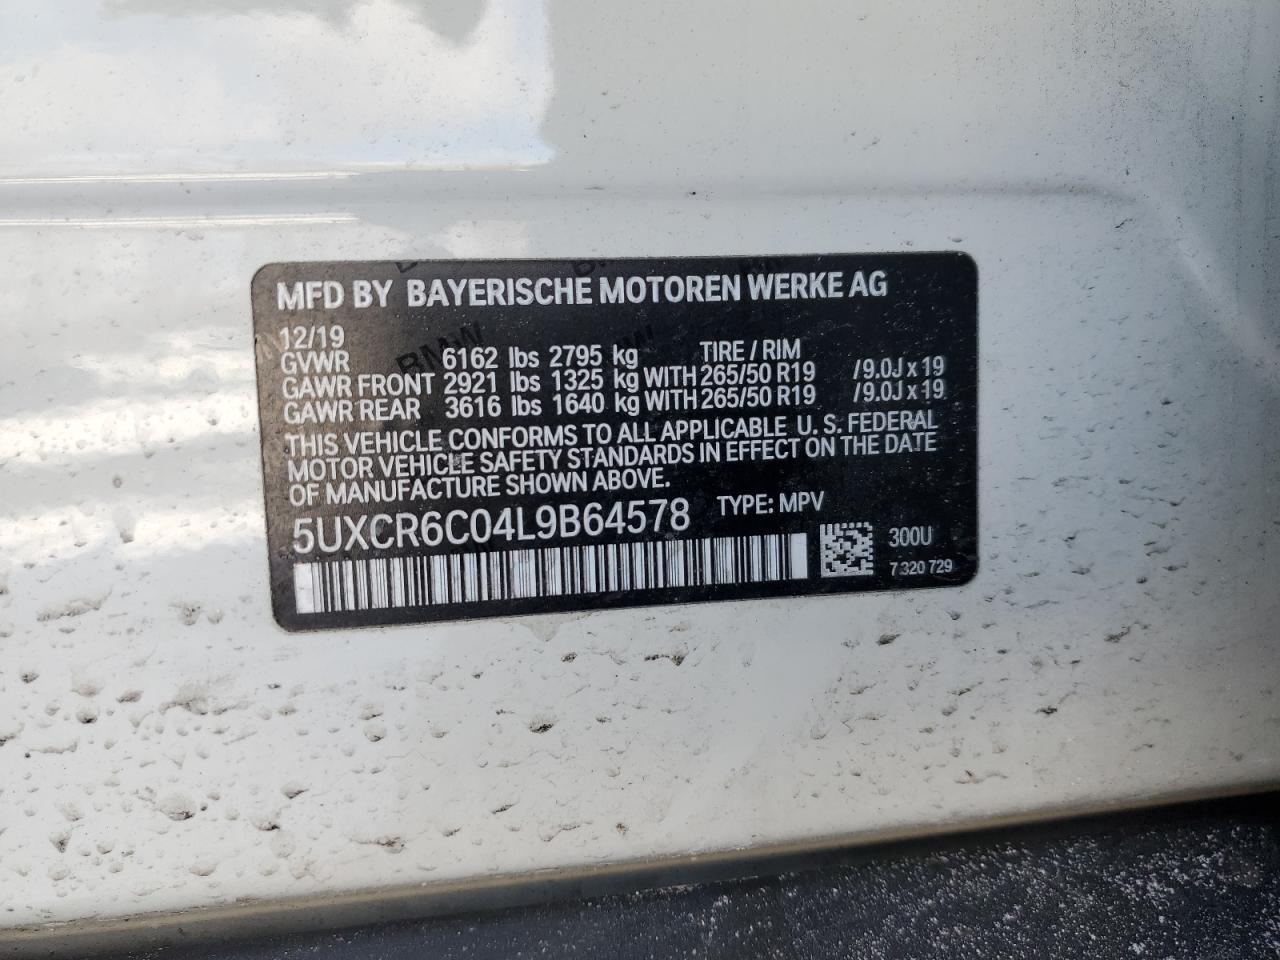 MFD BY BAYERISCHE MOTOREN WERKE AG
12/19
GVWR 6162 lbs 2795 kg TIRE / RIM
GAWR FRONT 2921 lbs 1325 kg WITH 265/50 R19 /9.0J x 19
GAWR REAR 3616 lbs 1640 kg WITH 265/50 R19 /9.0J x 19
THIS VEHICLE CONFORMS TO ALL APPLICABLE U. S. FEDERAL
MOTOR VEHICLE SAFETY STANDARDS IN EFFECT ON THE DATE
OF MANUFACTURE SHOWN ABOVE.
5UXCR6C04L9B64578 TYPE: MPV
300U
7 320 729
BMW